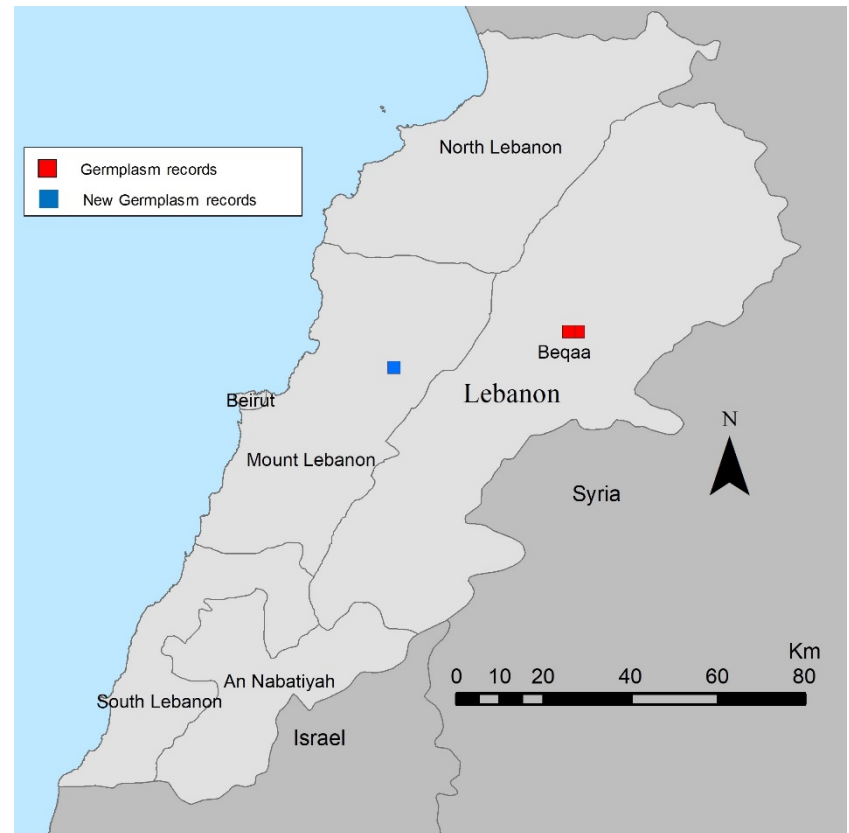 North Lebanon
Germplasm records
New Germplasm records
Beqaa
Lebanon
Beirut
N
Mount Lebanon
Syria
Km
0 10 20 40 60 80
An Nabatiyah
South Lebanon
Israel